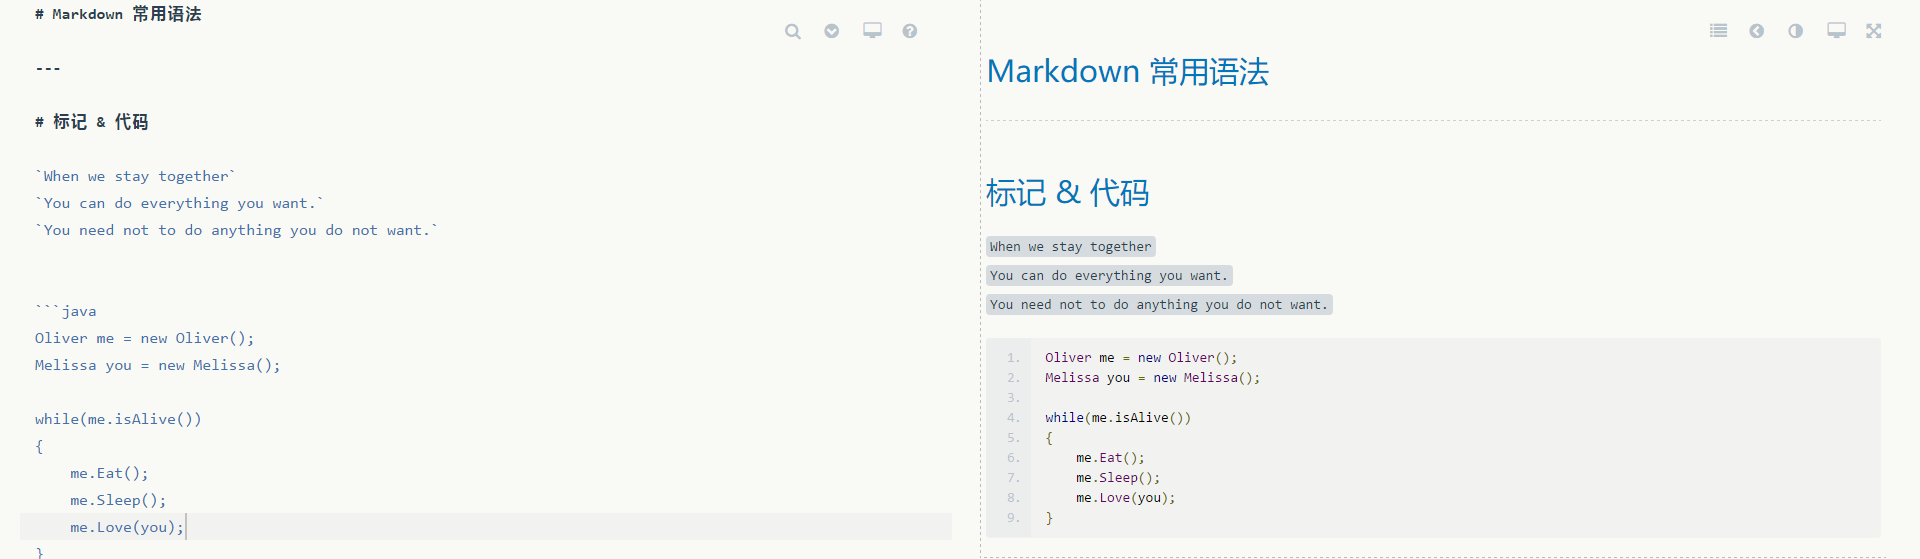 # Markdown 常用语法
---
# 标记 & 代码
`When we stay together`
`You can do everything you want.`
`You need not to do anything you do not want.`
```java
Oliver me = new Oliver();
Melissa you = new Melissa();
while(me.isAlive())
{
    me.Eat();
    me.Sleep();
    me.Love(you);
}
Markdown 常用语法
标记 & 代码
When we stay together
You can do everything you want.
You need not to do anything you do not want.
1. Oliver me = new Oliver();
2. Melissa you = new Melissa();
3.
4. while(me.isAlive())
5. {
6.     me.Eat();
7.     me.Sleep();
8.     me.Love(you);
9. }